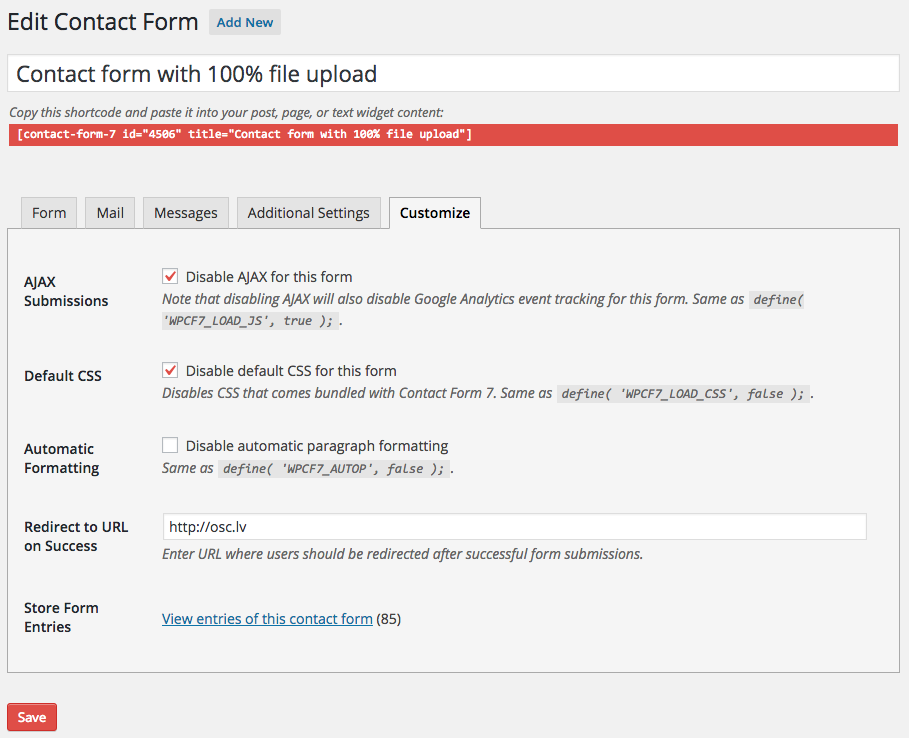 Edit Contact Form Add New
Contact form with 100% file upload
Copy this shortcode and paste it into your post, page, or text widget content:
[contact-form-7 id="4506" title="Contact form with 100% file upload"]
Form Mail Messages Additional Settings Customize
AJAX
Submissions
Disable AJAX for this form
Note that disabling AJAX will also disable Google Analytics event tracking for this form. Same as define(
'WPCF7_LOAD_JS', true ); .
Default CSS
Disable default CSS for this form
Disables CSS that comes bundled with Contact Form 7. Same as define( 'WPCF7_LOAD_CSS', false ); .
Automatic
Formatting
Disable automatic paragraph formatting
Same as define( 'WPCF7_AUTOP', false ); .
Redirect to URL
on Success
http://osc.lv
Enter URL where users should be redirected after successful form submissions.
Store Form
Entries
View entries of this contact form (85)
Save